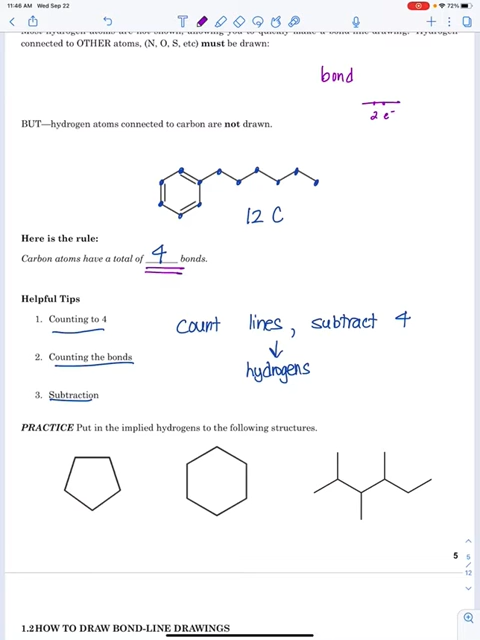 11:46 AM Wed Sep 22
72%
connected to OTHER atoms, (N, O, S, etc) must be drawn:
bond
2 e⁻
BUT—hydrogen atoms connected to carbon are not drawn.
12 C
Here is the rule:
Carbon atoms have a total of 4 bonds.
Helpful Tips
1. Counting to 4
count lines, subtract 4
2. Counting the bonds
↓
hydrogens
3. Subtraction
PRACTICE Put in the implied hydrogens to the following structures.
5
5
/
12
1.2 HOW TO DRAW BOND-LINE DRAWINGS